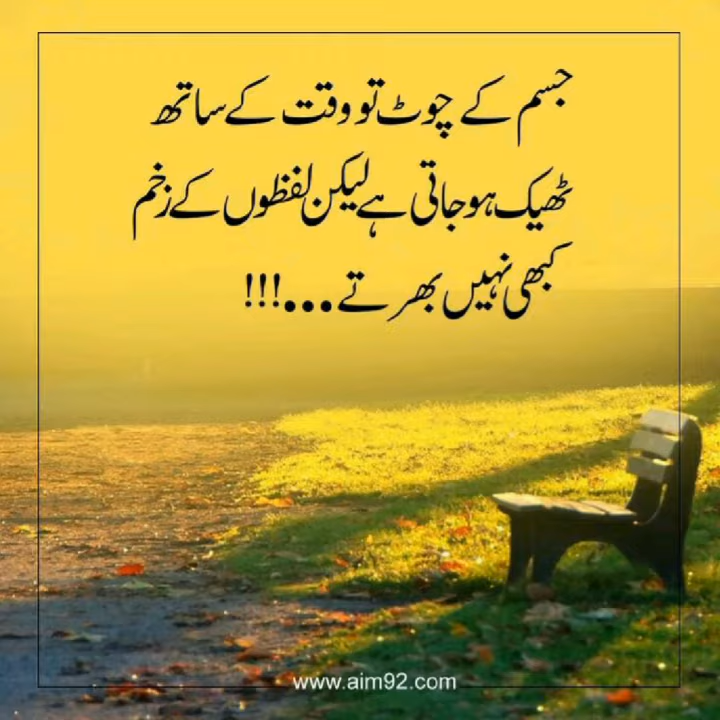 جسم کے چوٹ تو وقت کے ساتھ
ٹھیک ہوجاتی ہے لیکن لفظوں کے زخم
کبھی نہیں بھرتے...!!!
www.aim92.com